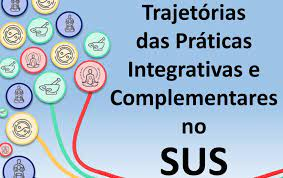 Trajetórias
das Práticas
Integrativas e
Complementares
no
SUS